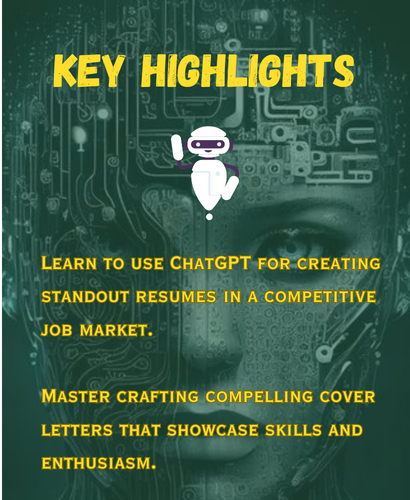 KEY HIGHLIGHTS
Learn to use ChatGPT for creating
standout resumes in a competitive
job market.
Master crafting compelling cover
letters that showcase skills and
enthusiasm.